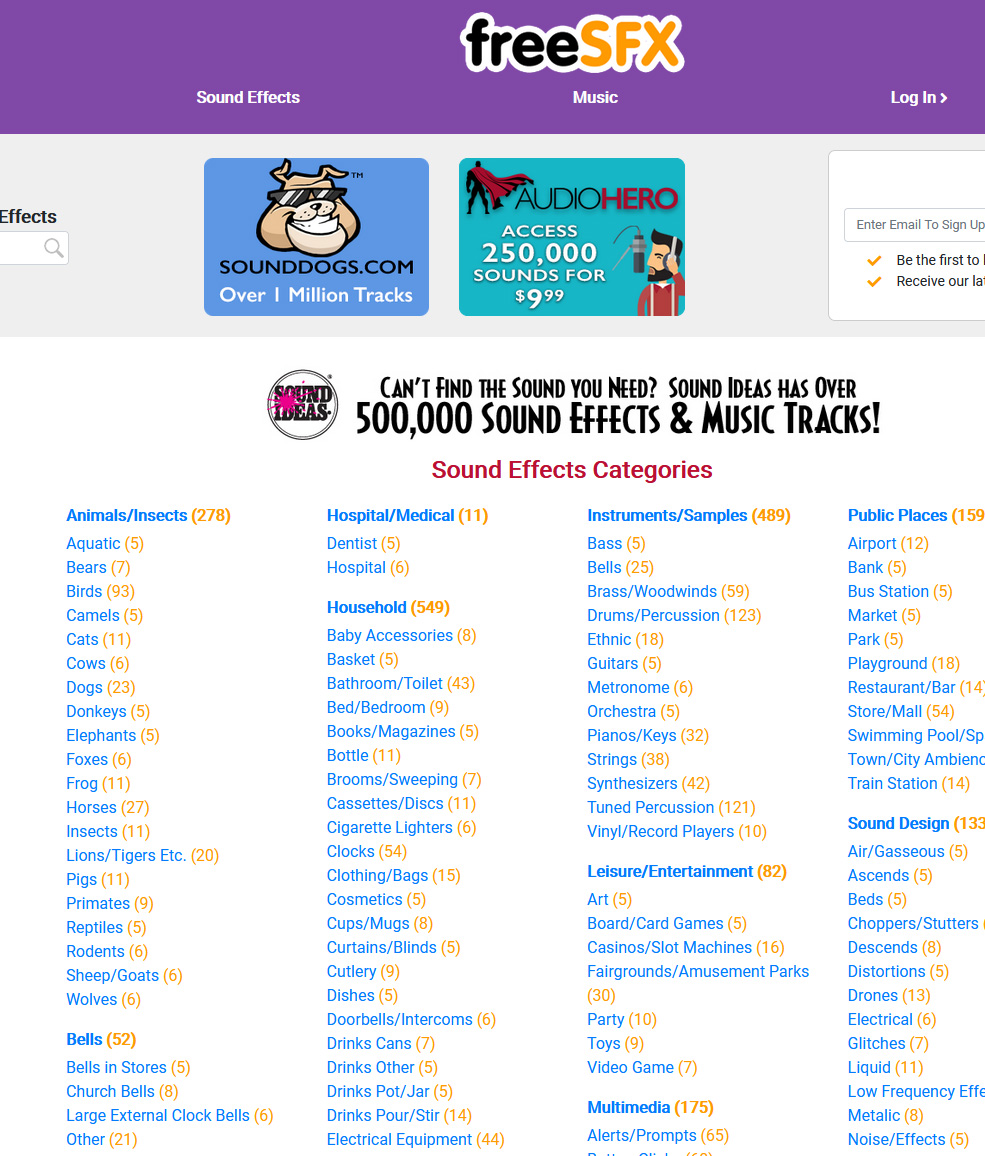 freeSFX
Sound Effects
Music
Log In
Effects
TM
SOUNDDOGS.COM
Over 1 Million Tracks
AUDIOHERO
ACCESS
250,000
SOUNDS FOR
$9.99
Enter Email To Sign Up
Be the first to
Receive our
SOUND
IDEAS
®
CAN'T FIND THE SOUND YOU NEED? SOUND IDEAS HAS OVER
500,000 SOUND EFFECTS & MUSIC TRACKS!
Sound Effects Categories
Animals/Insects (278)
Aquatic (5)
Bears (7)
Birds (93)
Camels (5)
Cats (11)
Cows (6)
Dogs (23)
Donkeys (5)
Elephants (5)
Foxes (6)
Frog (11)
Horses (27)
Insects (11)
Lions/Tigers Etc. (20)
Pigs (11)
Primates (9)
Reptiles (5)
Rodents (6)
Sheep/Goats (6)
Wolves (6)
Bells (52)
Bells in Stores (5)
Church Bells (8)
Large External Clock Bells (6)
Other (21)
Hospital/Medical (11)
Dentist (5)
Hospital (6)
Household (549)
Baby Accessories (8)
Basket (5)
Bathroom/Toilet (43)
Bed/Bedroom (9)
Books/Magazines (5)
Bottle (11)
Brooms/Sweeping (7)
Cassettes/Discs (11)
Cigarette Lighters (6)
Clocks (54)
Clothing/Bags (15)
Cosmetics (5)
Cups/Mugs (8)
Curtains/Blinds (5)
Cutlery (9)
Dishes (5)
Doorbells/Intercoms (6)
Drinks Cans (7)
Drinks Other (5)
Drinks Pot/Jar (5)
Drinks Pour/Stir (14)
Electrical Equipment (44)
Instruments/Samples (489)
Bass (5)
Bells (25)
Brass/Woodwinds (59)
Drums/Percussion (123)
Ethnic (18)
Guitars (5)
Metronome (6)
Orchestra (5)
Pianos/Keys (32)
Strings (38)
Synthesizers (42)
Tuned Percussion (121)
Vinyl/Record Players (10)
Leisure/Entertainment (82)
Art (5)
Board/Card Games (5)
Casinos/Slot Machines (16)
Fairgrounds/Amusement Parks
(30)
Party (10)
Toys (9)
Video Game (7)
Multimedia (175)
Alerts/Prompts (65)
Public Places (159
Airport (12)
Bank (5)
Bus Station (5)
Market (5)
Park (5)
Playground (18)
Restaurant/Bar (14)
Store/Mall (54)
Swimming Pool/Sp
Town/City Ambienc
Train Station (14)
Sound Design (133
Air/Gasseous (5)
Ascends (5)
Beds (5)
Choppers/Stutters (
Descends (8)
Distortions (5)
Drones (13)
Electrical (6)
Glitches (7)
Liquid (11)
Low Frequency Effe
Metalic (8)
Noise/Effects (5)